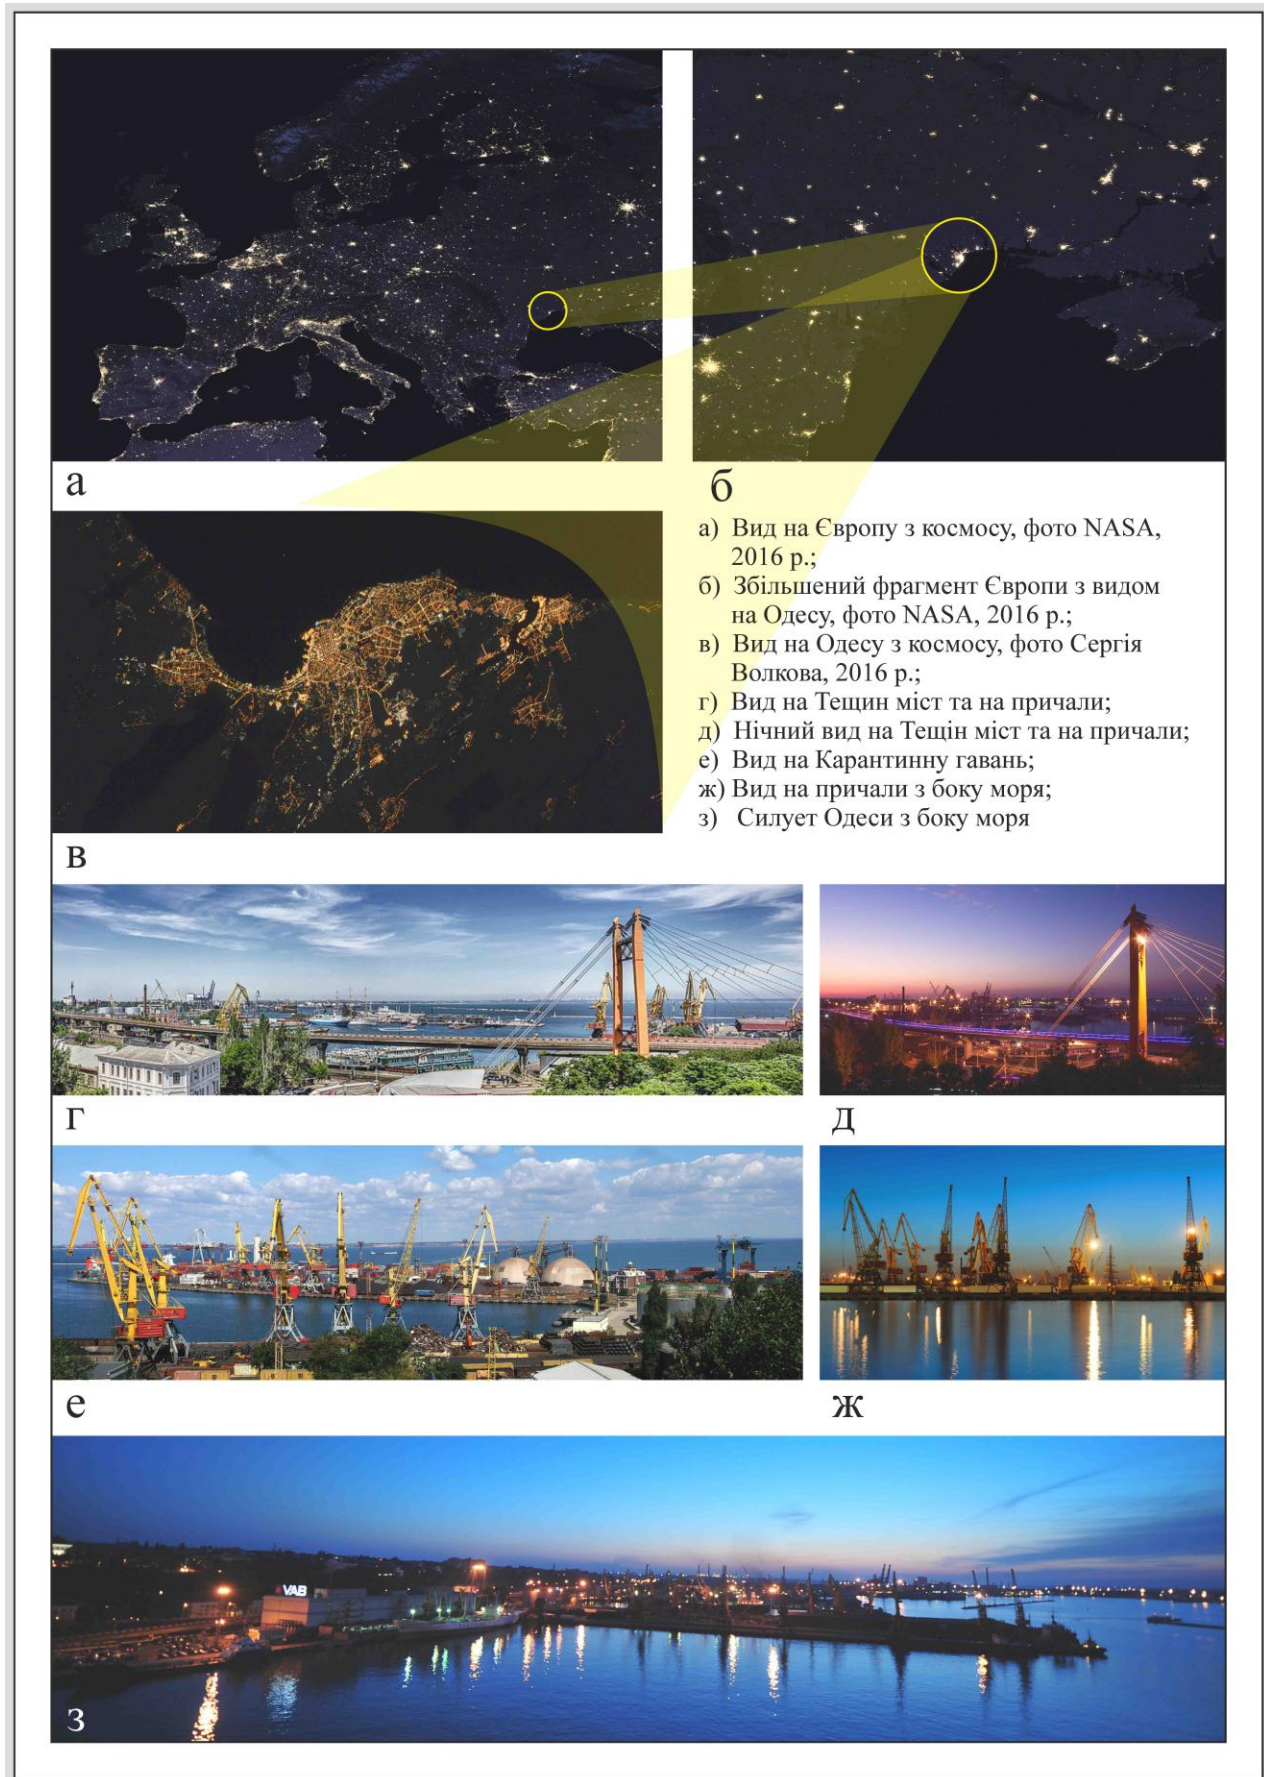 а
б
а) Вид на Європу з космосу, фото NASA,
2016 р.;
б) Збільшений фрагмент Європи з видом
на Одесу, фото NASA, 2016 р.;
в) Вид на Одесу з космосу, фото Сергія
Волкова, 2016 р.;
г) Вид на Тещин міст та на причали;
д) Нічний вид на Тещін міст та на причали;
е) Вид на Карантинну гавань;
ж) Вид на причали з боку моря;
з) Силует Одеси з боку моря
в
г
д
е
ж
VAB
з